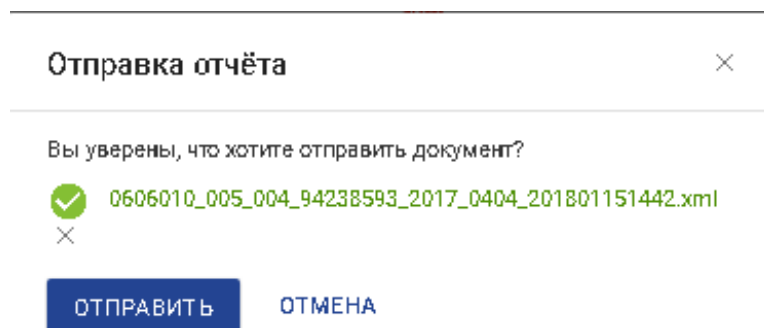 Отправка отчёта
Вы уверены, что хотите отправить документ?
0606010_005_004_94238593_2017_0404_201801151442.xml
ОТПРАВИТЬ ОТМЕНА